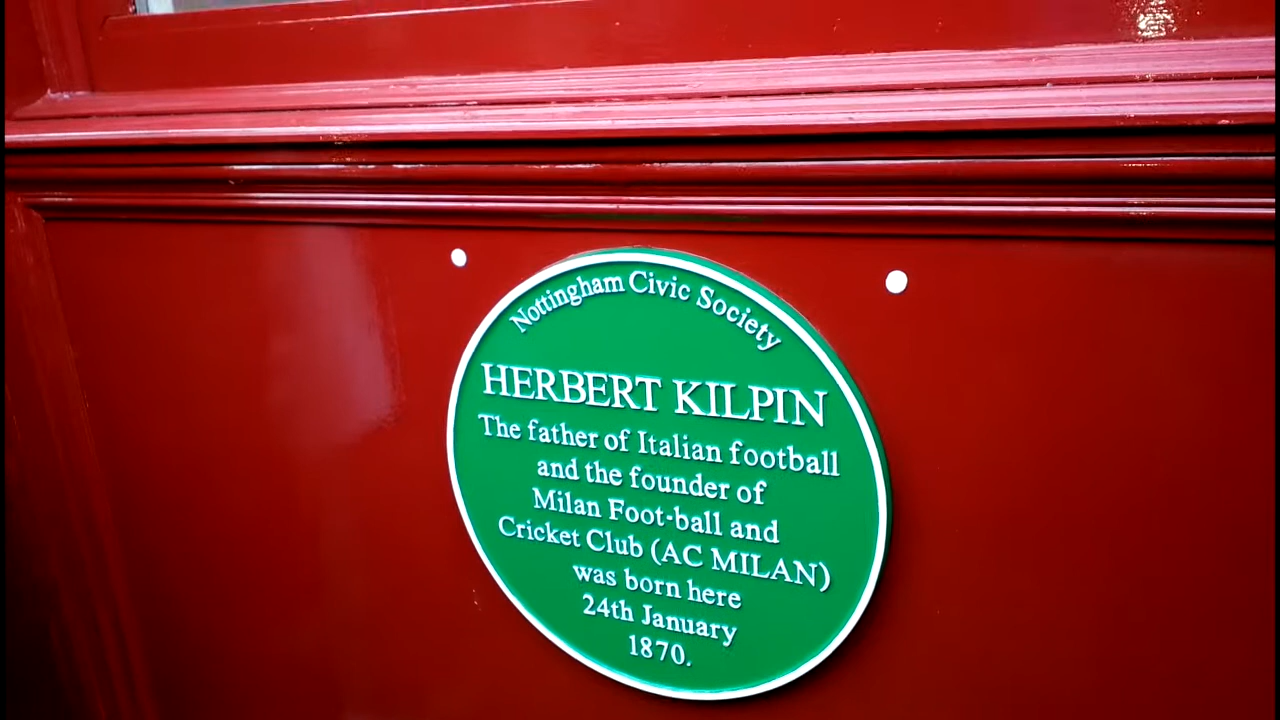 Nottingham Civic Society
HERBERT KILPIN
The father of Italian football
and the founder of
Milan Foot-ball and
Cricket Club (AC MILAN)
was born here
24th January
1870.